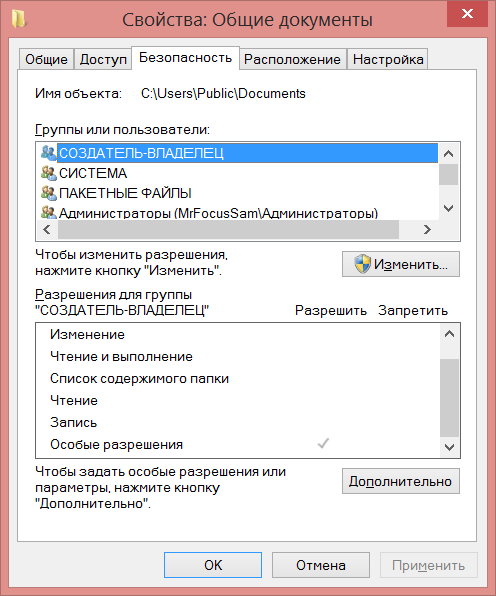 Свойства: Общие документы
Общие Доступ Безопасность Расположение Настройка
Имя объекта: C:\Users\Public\Documents
Группы или пользователи:
СОЗДАТЕЛЬ-ВЛАДЕЛЕЦ
СИСТЕМА
ПАКЕТНЫЕ ФАЙЛЫ
Администраторы (MrFocusSam\Администраторы)
Чтобы изменить разрешения,
нажмите кнопку "Изменить".
Изменить...
Разрешения для группы
"СОЗДАТЕЛЬ-ВЛАДЕЛЕЦ" Разрешить Запретить
Изменение
Чтение и выполнение
Список содержимого папки
Чтение
Запись
Особые разрешения
Чтобы задать особые разрешения или
параметры, нажмите кнопку
"Дополнительно".
Дополнительно
OK Отмена Применить